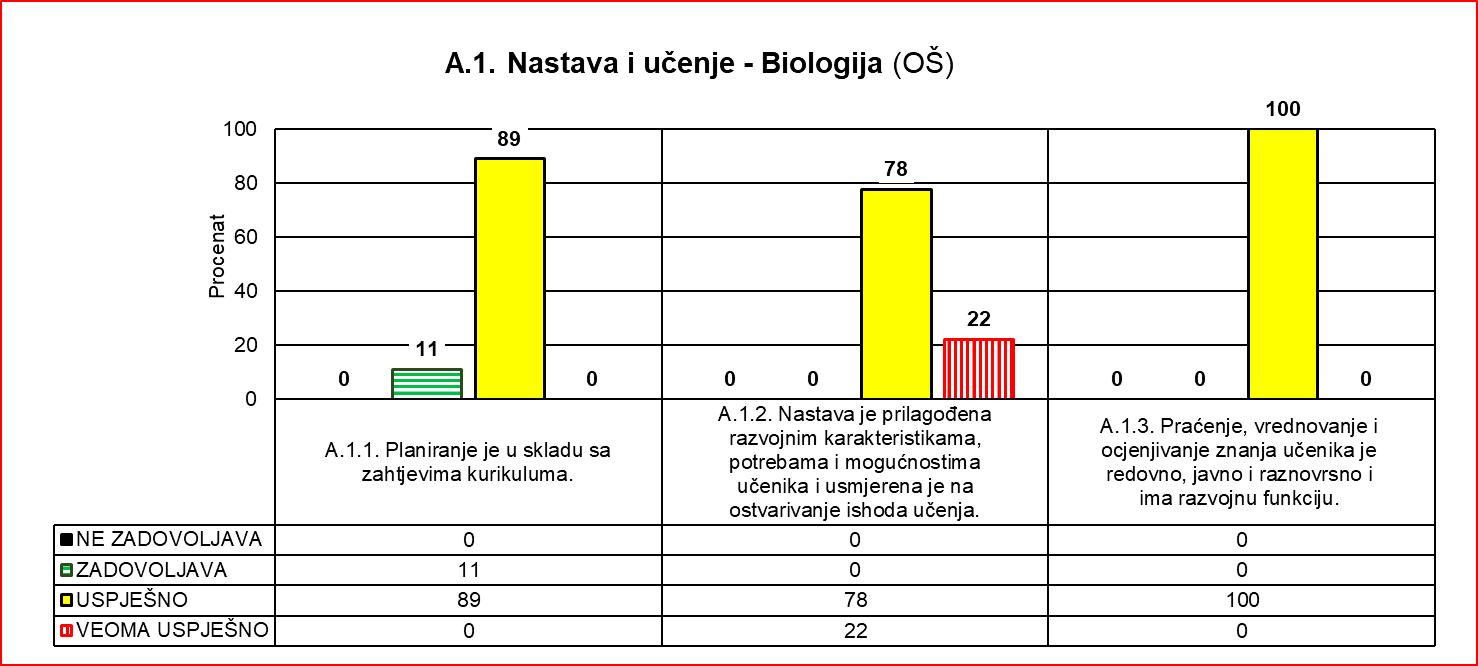 A.1. Nastava i učenje - Biologija (OŠ)
Procenat
100
80
60
40
20
0
0
11
89
0
0
0
78
22
0
0
100
0
A.1.1. Planiranje je u skladu sa
zahtjevima kurikuluma.
A.1.2. Nastava je prilagođena
razvojnim karakteristikama,
potrebama i mogućnostima
učenika i usmjerena je na
ostvarivanje ishoda učenja.
A.1.3. Praćenje, vrednovanje i
ocjenjivanje znanja učenika je
redovno, javno i raznovrsno i
ima razvojnu funkciju.
NE ZADOVOLJAVA 0 0 0
ZADOVOLJAVA 11 0 0
USPJEŠNO 89 78 100
VEOMA USPJEŠNO 0 22 0